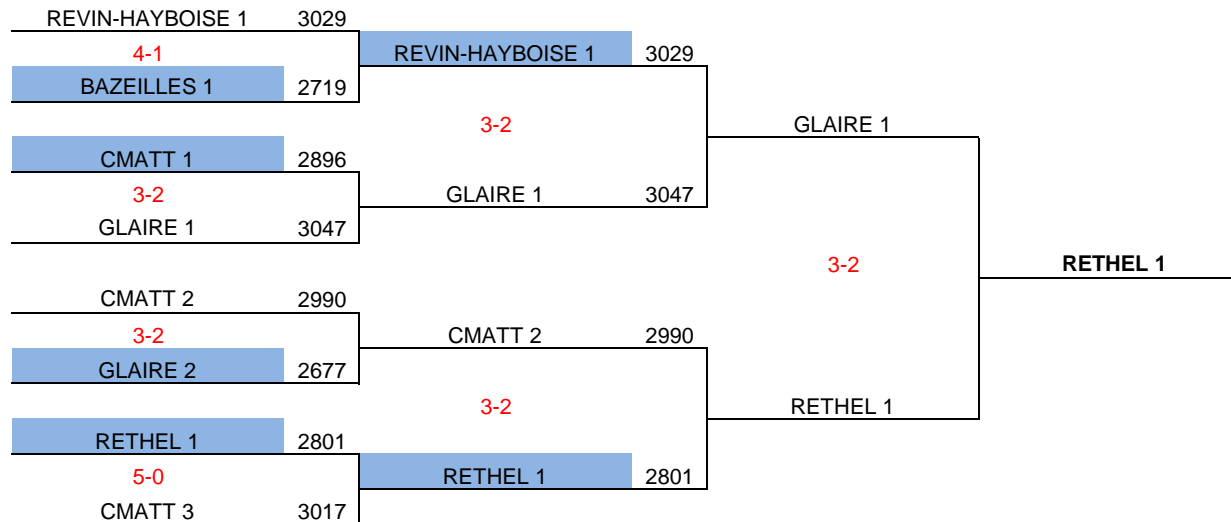 REVIN-HAYBOISE 1 3029
4-1
BAZEILLES 1 2719
CMATT 1 2896
3-2
GLAIRE 1 3047
CMATT 2 2990
3-2
GLAIRE 2 2677
RETHEL 1 2801
5-0
CMATT 3 3017
REVIN-HAYBOISE 1 3029
3-2
GLAIRE 1 3047
CMATT 2 2990
3-2
RETHEL 1 2801
GLAIRE 1
3-2
RETHEL 1
RETHEL 1